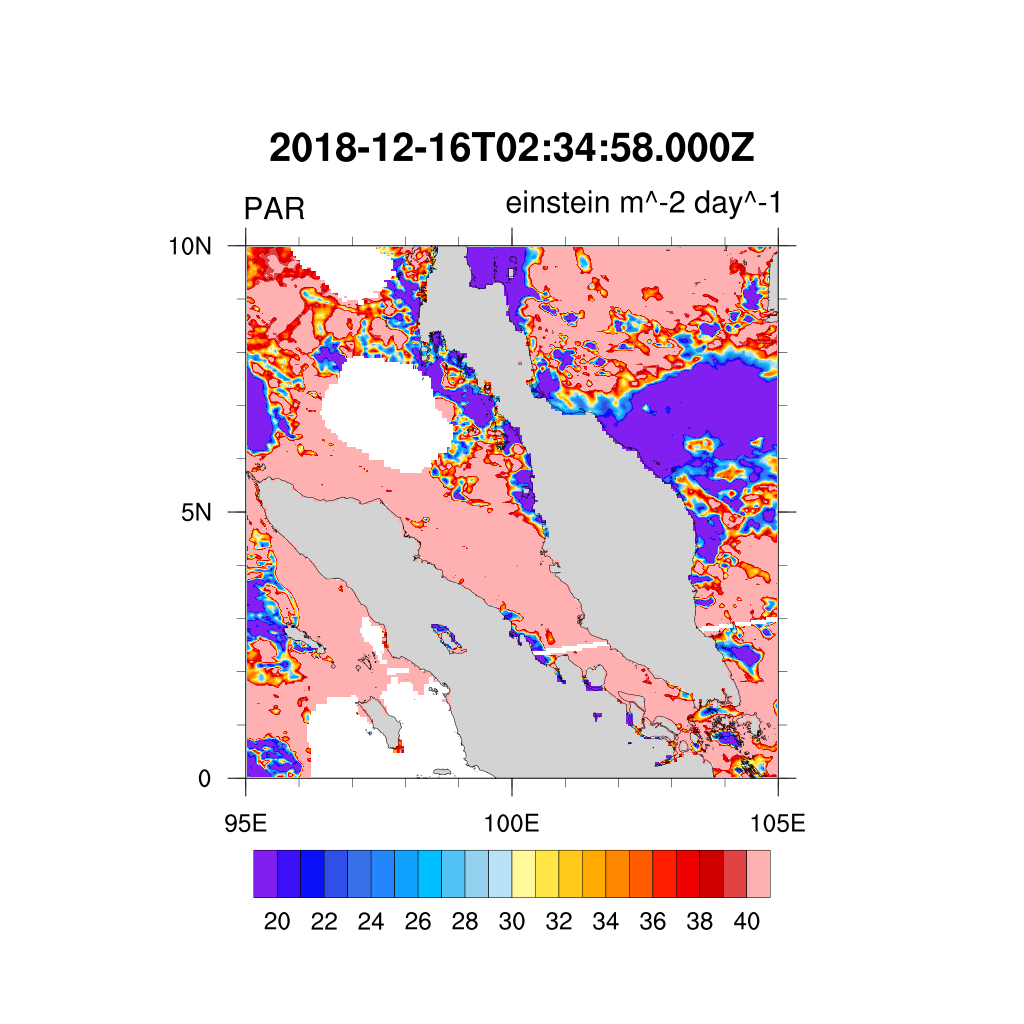 2018-12-16T02:34:58.000Z
PAR einstein m^-2 day^-1
10N
5N
0
95E 100E 105E
20 22 24 26 28 30 32 34 36 38 40